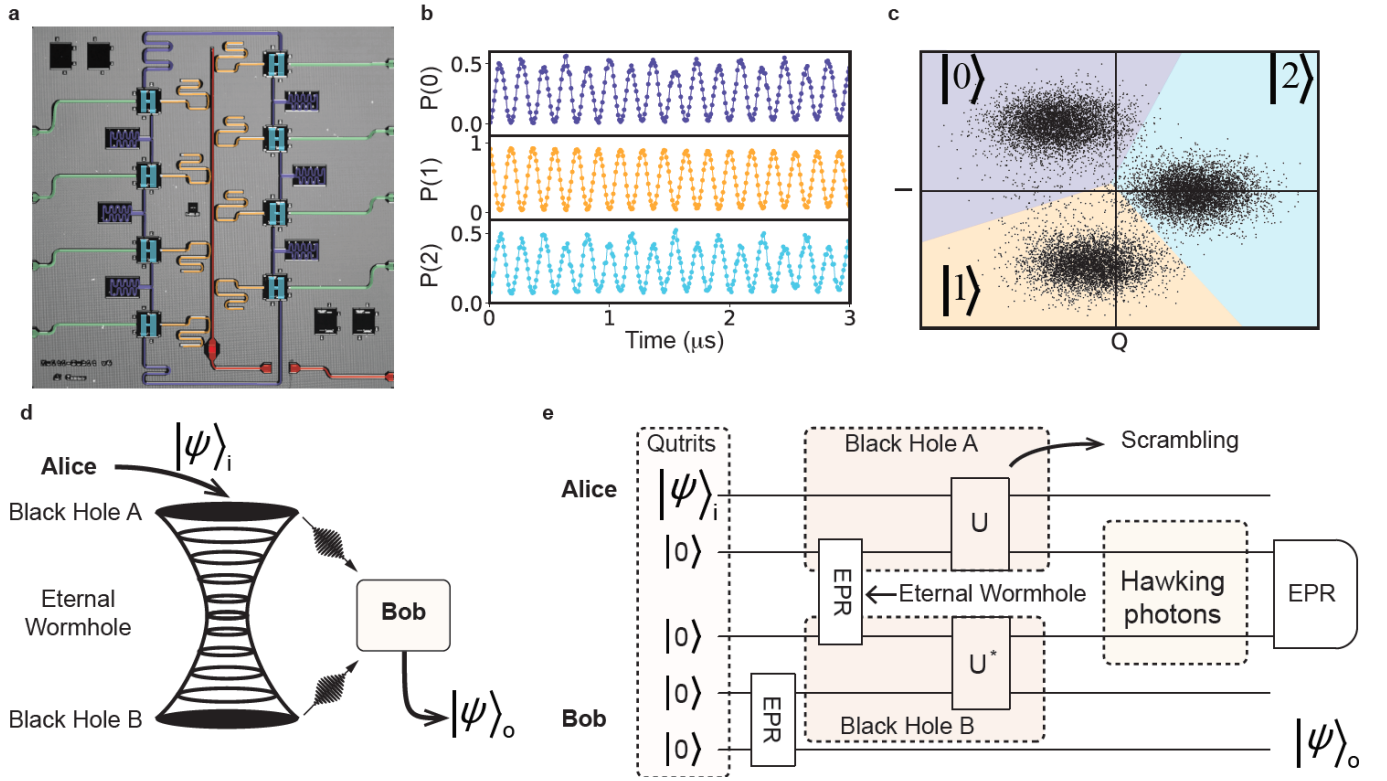 a
b
P(0)
0.5
0.0
P(1)
1
0
P(2)
0.5
0.0
0
1
2
3
Time (μs)
c
|0⟩
|2⟩
|1⟩
I
Q
d
|ψ⟩i
Alice
Black Hole A
Eternal
Wormhole
Bob
Black Hole B
|ψ⟩o
e
Qutrits
Black Hole A
Scrambling
Alice
|ψ⟩i
U
|0⟩
EPR
Eternal Wormhole
Hawking
photons
EPR
|0⟩
U*
|0⟩
EPR
Black Hole B
Bob
|0⟩
|ψ⟩o